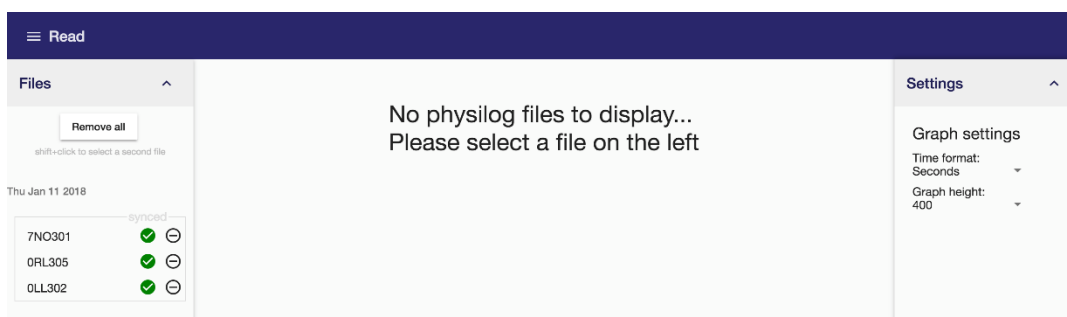 Read
Files
Remove all
shift+click to select a second file
Thu Jan 11 2018
synced
7NO301
0RL305
0LL302
No physilog files to display...
Please select a file on the left
Settings
Graph settings
Time format:
Seconds
Graph height:
400